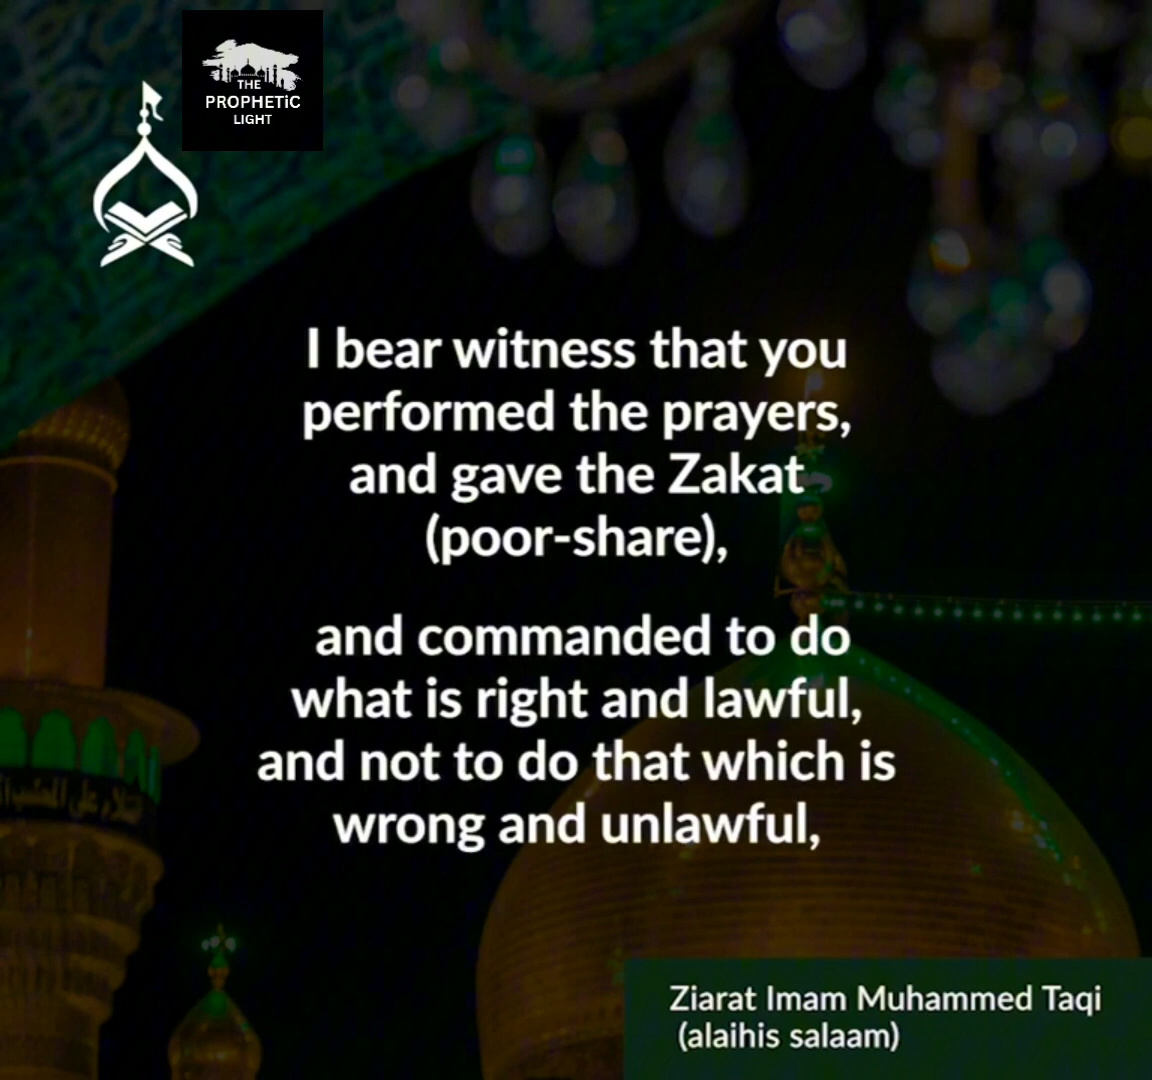 THE
PROPHETiC
LIGHT
I bear witness that you
performed the prayers,
and gave the Zakat
(poor-share),
and commanded to do
what is right and lawful,
and not to do that which is
wrong and unlawful,
Ziarat Imam Muhammed Taqi
(alaihis salaam)